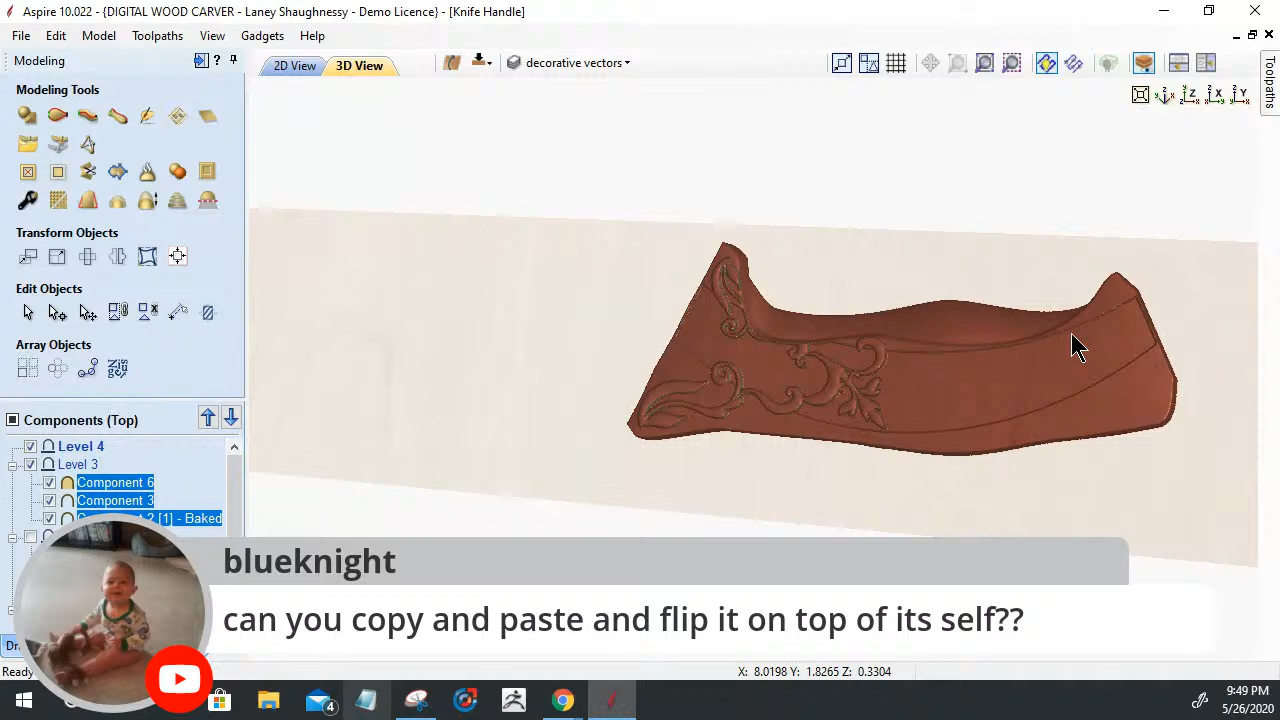 Aspire 10.022 - {DIGITAL WOOD CARVER - Laney Shaughnessy - Demo Licence} - [Knife Handle]
File Edit Model Toolpaths View Gadgets Help
Modeling
2D View 3D View decorative vectors
Toolpaths
Modeling Tools
Transform Objects
Edit Objects
Array Objects
Components (Top)
Level 4
Level 3
Component 6
Component 3
[1] - Baked
blueknight
can you copy and paste and flip it on top of its self??
X: 8.0198 Y: 1.8265 Z: 0.3304
4
9:49 PM
5/26/2020